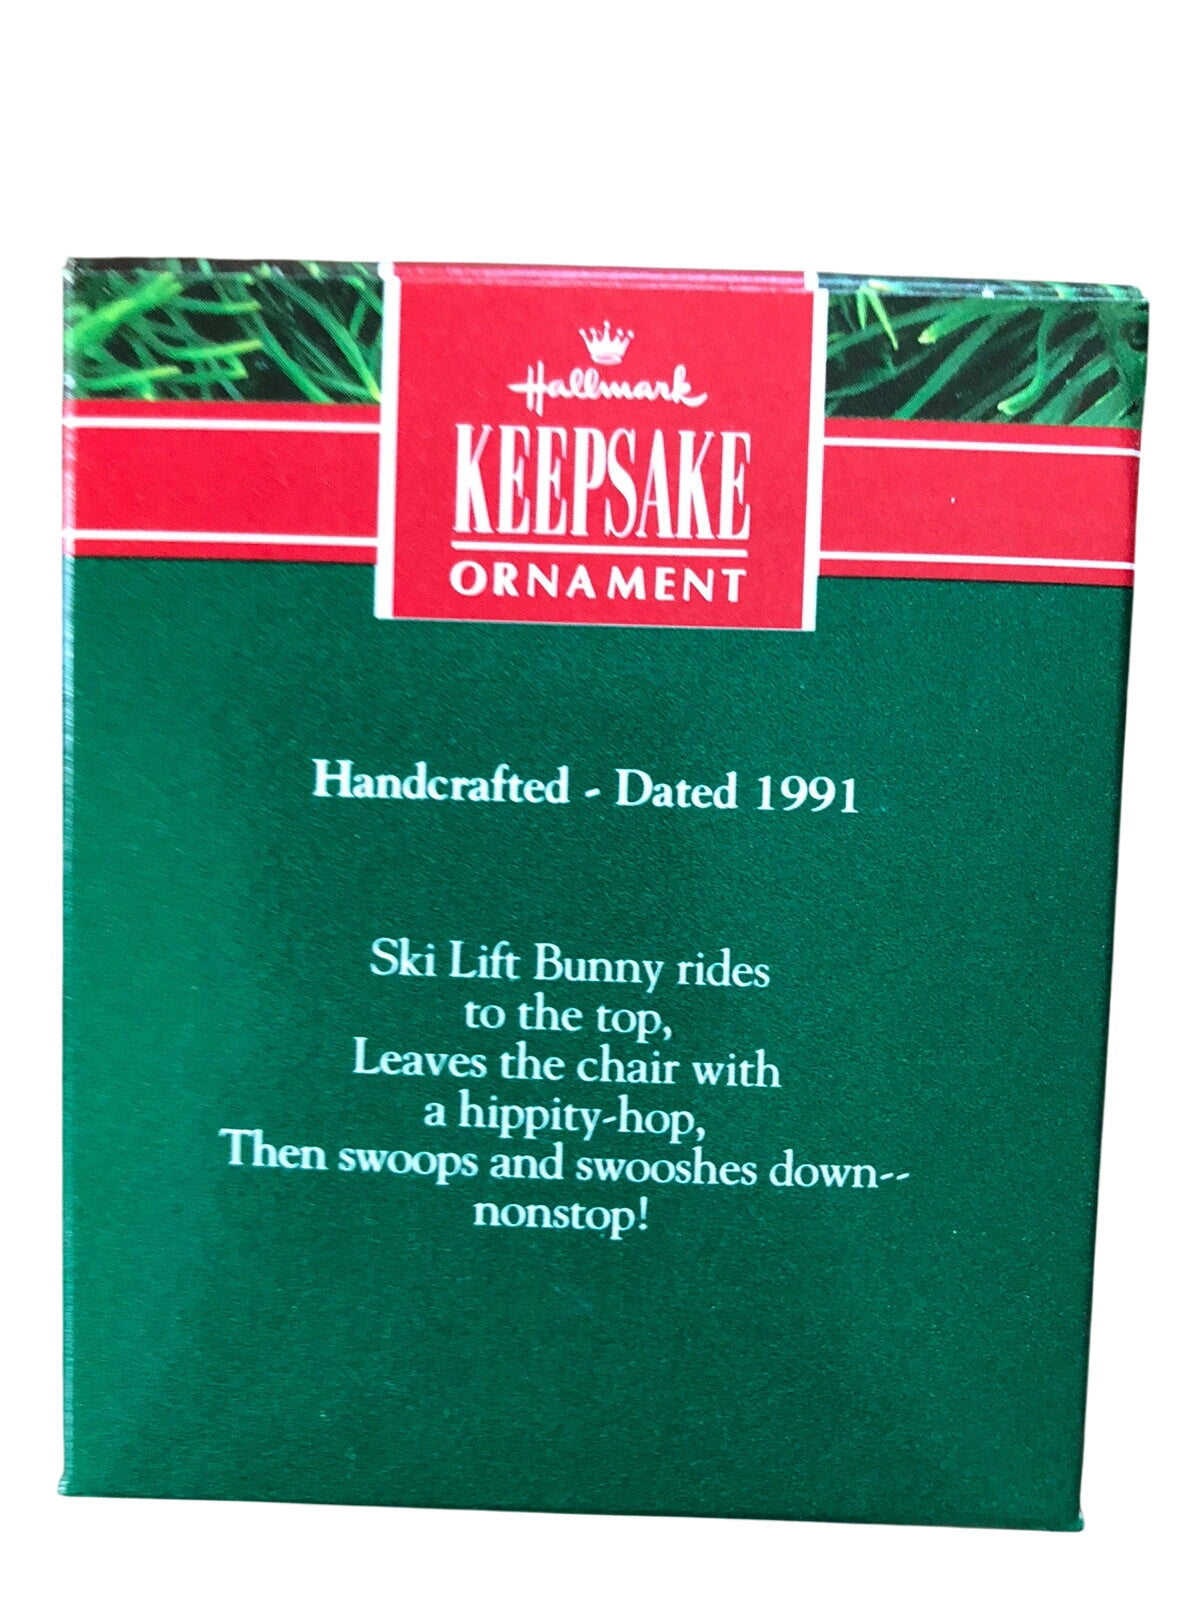 Hallmark
KEEPSAKE
ORNAMENT
Handcrafted - Dated 1991
Ski Lift Bunny rides
to the top,
Leaves the chair with
a hippity-hop,
Then swoops and swooshes down--
nonstop!